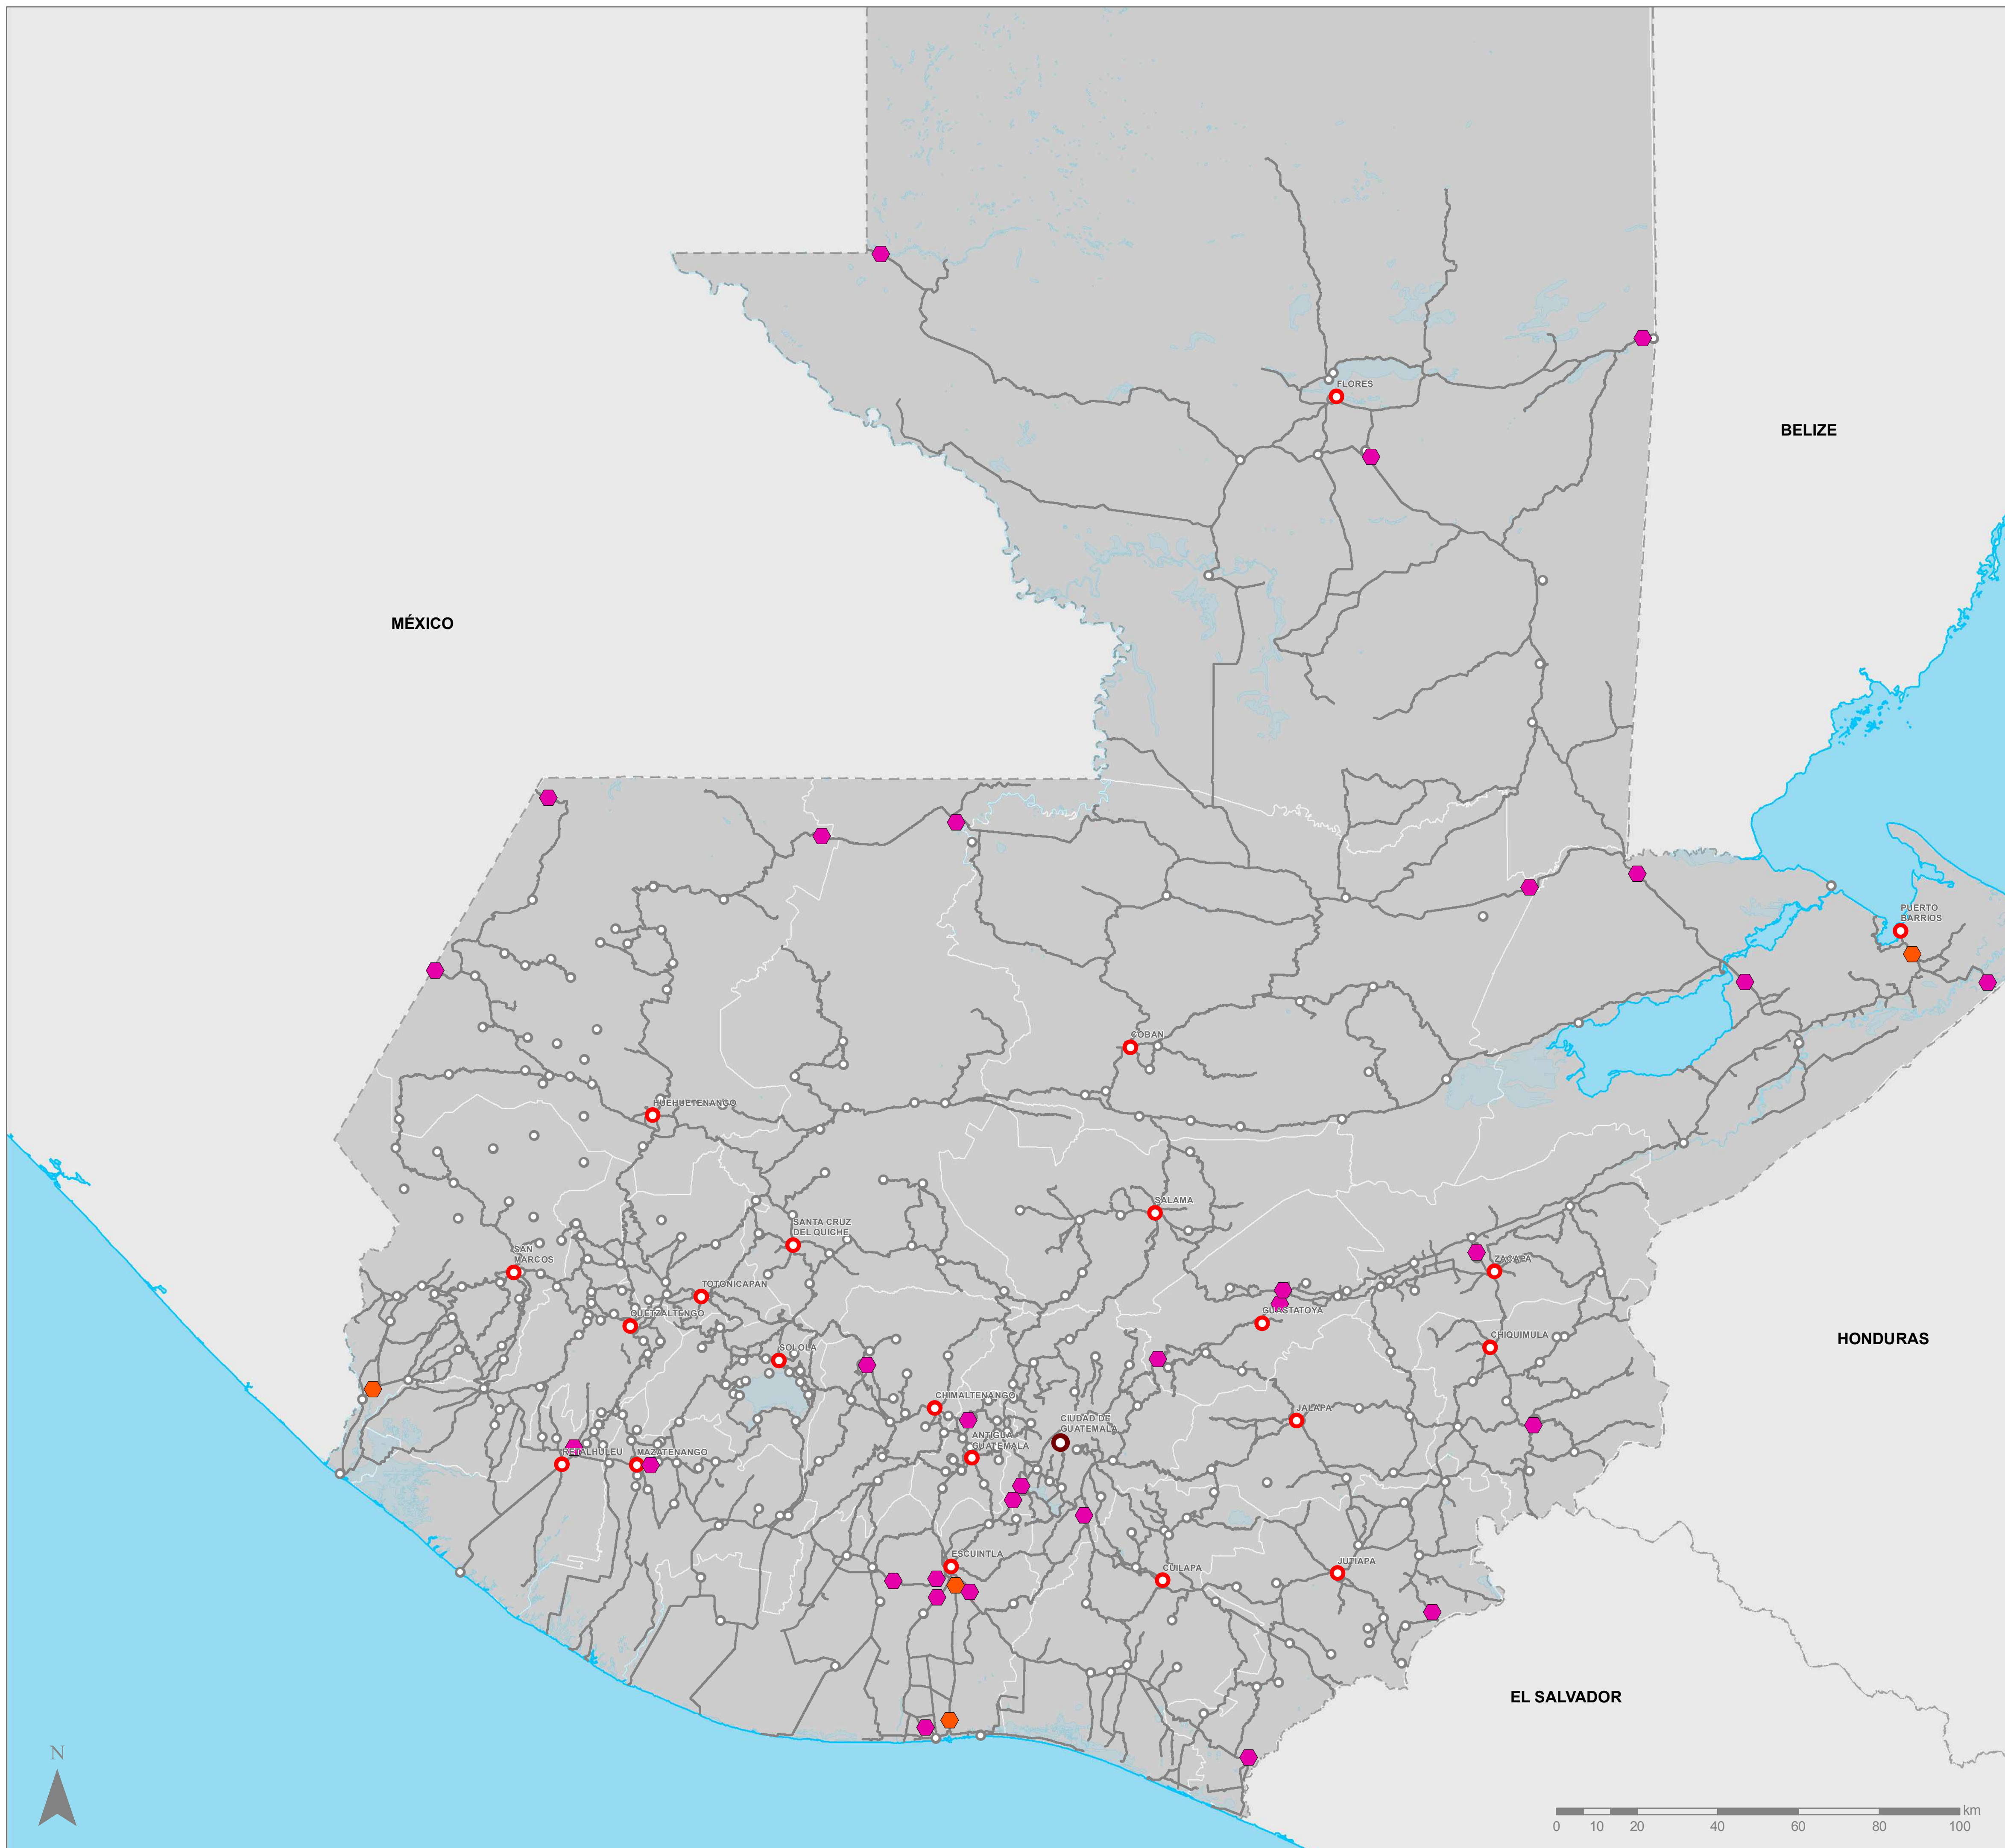 FLORES
BELIZE
MÉXICO
PUERTO
BARRIOS
COBAN
HUEHUETENANGO
SALAMA
SANTA CRUZ
DEL QUICHE
SAN
MARCOS
ZACAPA
TOTONICAPAN
QUETZALTENGO
GUASTATOYA
CHIQUIMULA
HONDURAS
SOLOLA
CHIMALTENANGO
JALAPA
CIUDAD DE
GUATEMALA
ANTIGUA
GUATEMALA
RETALHULEU
MAZATENANGO
ESCUINTLA
CUILAPA
JUTIAPA
EL SALVADOR
N
km
0 10 20 40 60 80 100